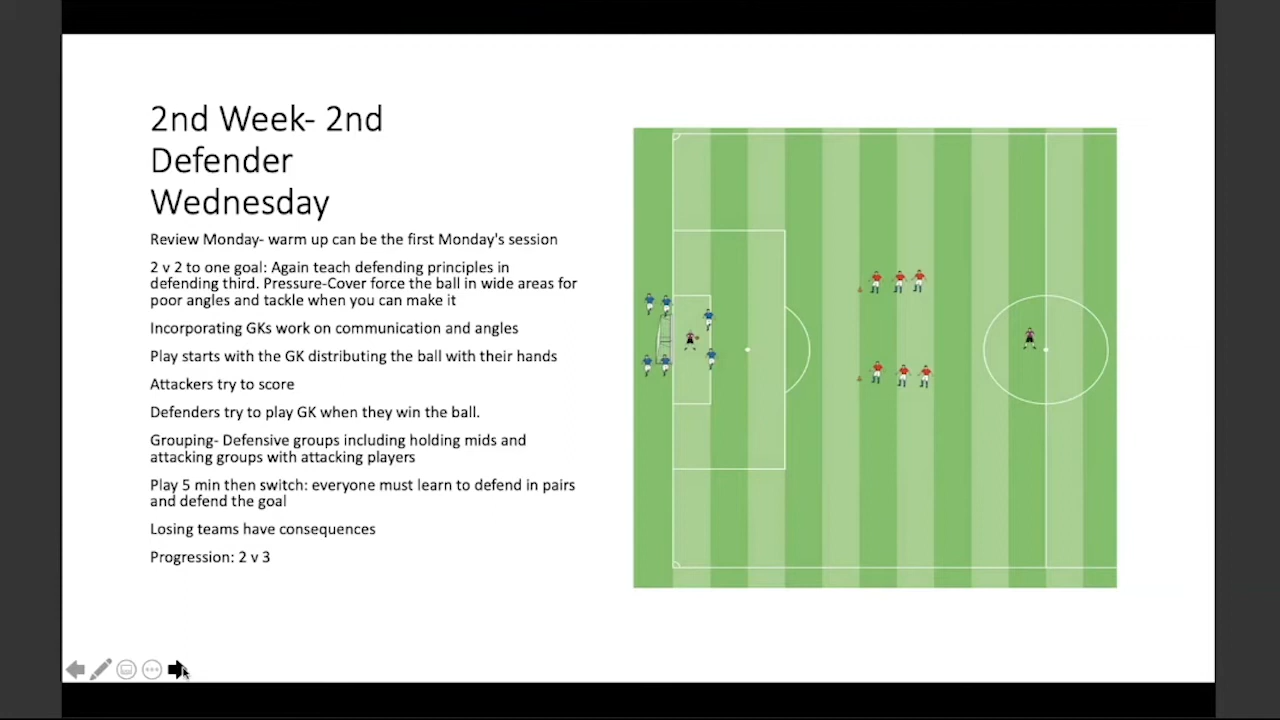 2nd Week- 2nd
Defender
Wednesday
Review Monday- warm up can be the first Monday's session
2 v 2 to one goal: Again teach defending principles in
defending third. Pressure-Cover force the ball in wide areas for
poor angles and tackle when you can make it
Incorporating GKs work on communication and angles
Play starts with the GK distributing the ball with their hands
Attackers try to score
Defenders try to play GK when they win the ball.
Grouping- Defensive groups including holding mids and
attacking groups with attacking players
Play 5 min then switch: everyone must learn to defend in pairs
and defend the goal
Losing teams have consequences
Progression: 2 v 3